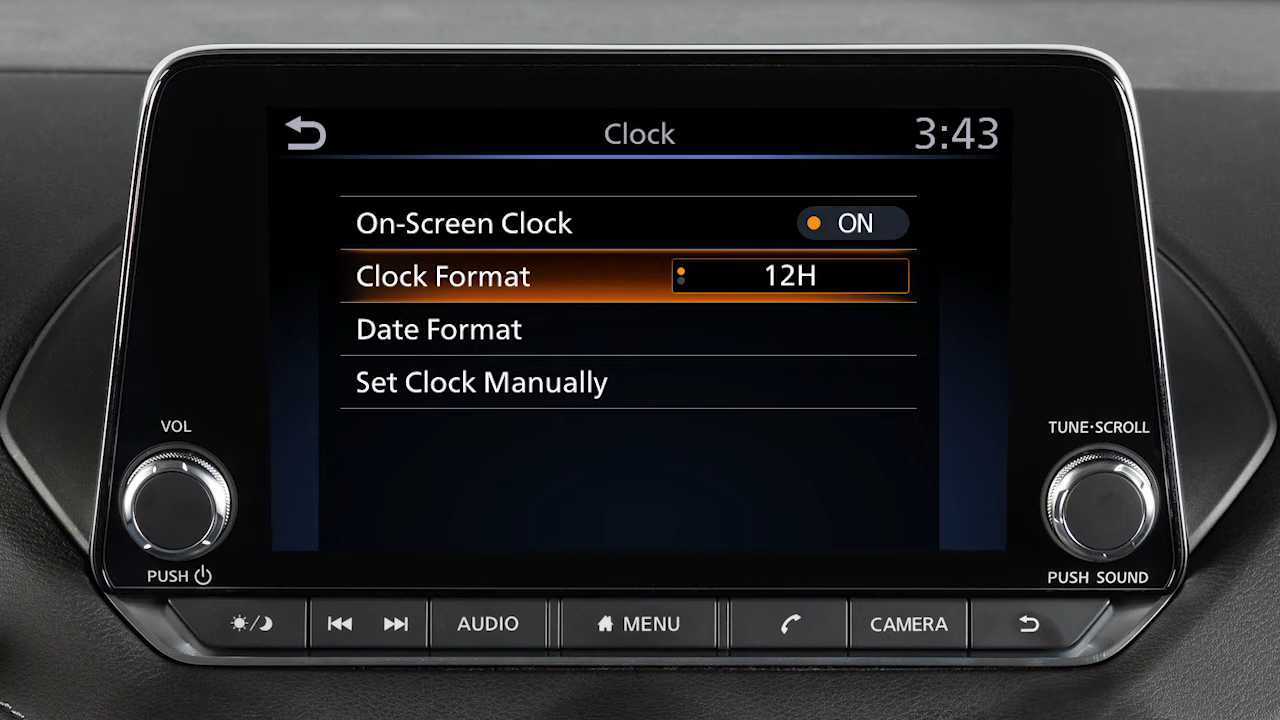 Clock 3:43
On-Screen Clock ON
Clock Format 12H
Date Format
Set Clock Manually
VOL
TUNE·SCROLL
PUSH
PUSH SOUND
AUDIO
MENU
CAMERA